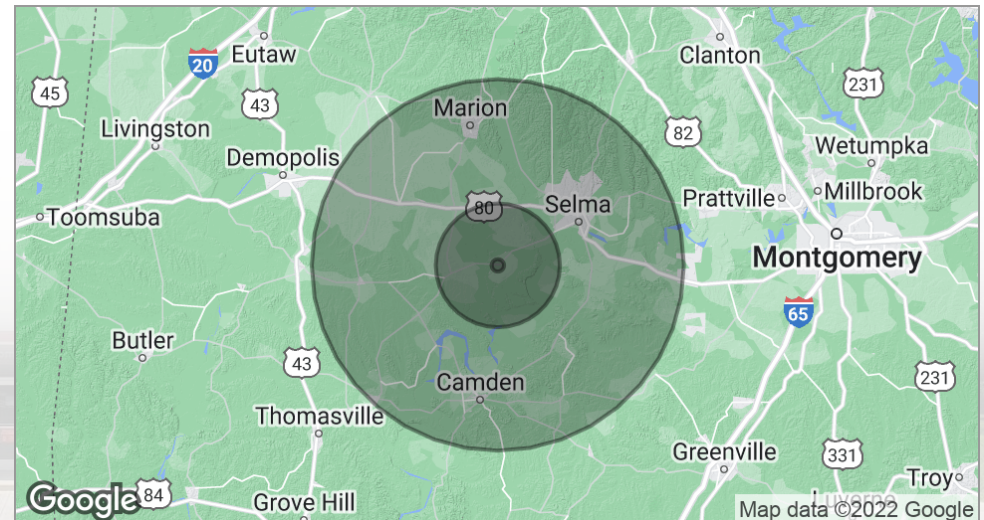 Eutaw
Clanton
20
45
43
231
Marion
Livingston
82
Wetumpka
Demopolis
Prattville
Millbrook
80
Selma
Toomsuba
Montgomery
65
Butler
43
Camden
231
Thomasville
Greenville
331
Troy
Google
84
Grove Hill
Luverne
Map data ©2022 Google